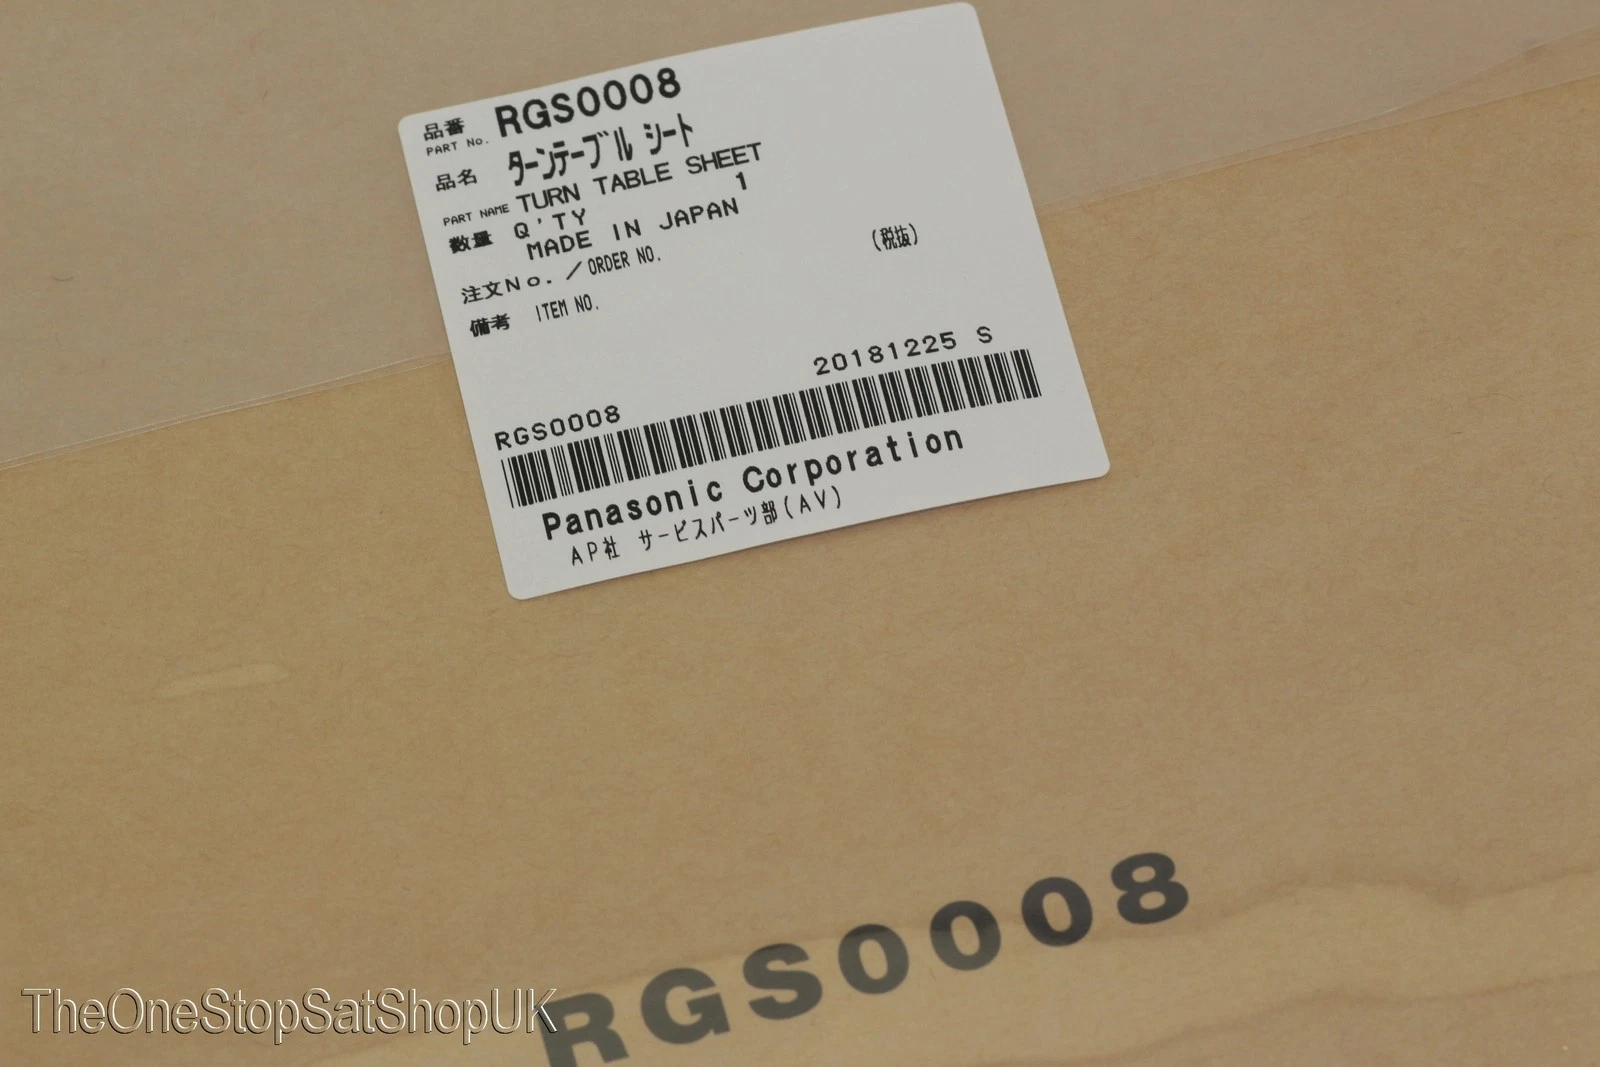 品番 RGS0008
PART No.
品名 ターンテーブル シート
PART NAME TURN TABLE SHEET
数量 Q'TY 1
MADE IN JAPAN
注文No./ORDER NO. (税抜)
備考 ITEM NO.
20181225 S
RGS0008
Panasonic Corporation
AP社 サービスパーツ部(AV)
RGS0008
TheOneStopSatShopUK